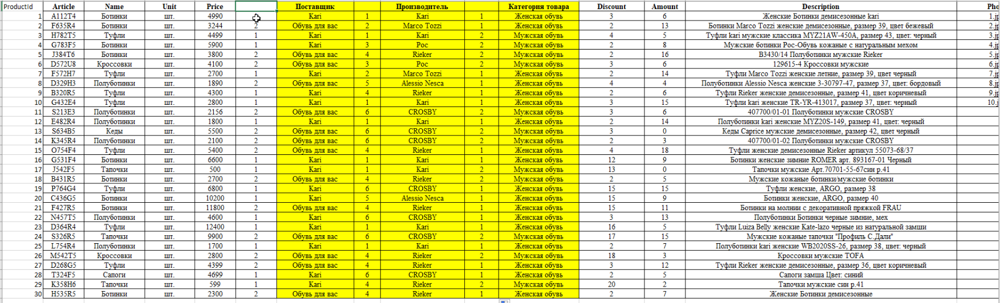 ProductId Article Name Unit Price Поставщик Производитель Категория товара Discount Amount Description Pho
1 A112T4 Ботинки шт. 4990 Kari 1 Kari 1 Женская обувь 3 6 Женские Ботинки демисезонные kari 1.jp
2 F635R4 Ботинки шт. 3244 2 Обувь для вас 2 Marco Tozzi 1 Женская обувь 2 13 Ботинки Marco Tozzi женские демисезонные, размер 39, цвет бежевый 2.jp
3 H782T5 Туфли шт. 4499 1 Kari 1 Kari 2 Мужская обувь 4 5 Туфли kari мужские классика MYZ21AW-450A, размер 43, цвет: черный 3.jp
4 G783F5 Ботинки шт. 5900 1 Kari 3 Рос 2 Мужская обувь 2 8 Мужские ботинки Рос-Обувь кожаные с натуральным мехом 4.jp
5 J384T6 Ботинки шт. 3800 2 Обувь для вас 4 Rieker 2 Мужская обувь 2 16 B3430/14 Полуботинки мужские Rieker 5.jp
6 D572U8 Кроссовки шт. 4100 2 Обувь для вас 3 Рос 2 Мужская обувь 3 6 129615-4 Кроссовки мужские 6.jp
7 F572H7 Туфли шт. 2700 1 Kari 2 Marco Tozzi 1 Женская обувь 2 14 Туфли Marco Tozzi женские летние, размер 39, цвет черный 7.jp
8 D329H3 Полуботинки шт. 1890 2 Обувь для вас 5 Alessio Nesca 1 Женская обувь 4 4 Полуботинки Alessio Nesca женские 3-30797-47, размер 37, цвет: бордовый 8.jp
9 B320R5 Туфли шт. 4300 1 Kari 4 Rieker 1 Женская обувь 2 6 Туфли Rieker женские демисезонные, размер 41, цвет коричневый 9.jp
10 G432E4 Туфли шт. 2800 1 Kari 1 Kari 1 Женская обувь 3 15 Туфли kari женские TR-YR-413017, размер 37, цвет: черный 10.j
11 S213E3 Полуботинки шт. 2156 2 Обувь для вас 6 CROSBY 2 Мужская обувь 3 6 407700/01-01 Полуботинки мужские CROSBY
12 E482R4 Полуботинки шт. 1800 1 Kari 1 Kari 1 Женская обувь 2 14 Полуботинки kari женские MYZ20S-149, размер 41, цвет: черный
13 S634B5 Кеды шт. 5500 2 Обувь для вас 6 CROSBY 2 Мужская обувь 3 0 Кеды Caprice мужские демисезонные, размер 42, цвет черный
14 K345R4 Полуботинки шт. 2100 2 Обувь для вас 6 CROSBY 2 Мужская обувь 2 3 407700/01-02 Полуботинки мужские CROSBY
15 O754F4 Туфли шт. 5400 2 Обувь для вас 4 Rieker 1 Женская обувь 4 18 Туфли женские демисезонные Rieker артикул 55073-68/37
16 G531F4 Ботинки шт. 6600 1 Kari 1 Kari 1 Женская обувь 12 9 Ботинки женские зимние ROMER арт. 893167-01 Черный
17 J542F5 Тапочки шт. 500 1 Kari 1 Kari 2 Мужская обувь 13 0 Тапочки мужские Арт.70701-55-67син р.41
18 B431R5 Ботинки шт. 2700 2 Обувь для вас 4 Rieker 2 Мужская обувь 2 5 Мужские кожаные ботинки/мужские ботинки
19 P764G4 Туфли шт. 6800 1 Kari 6 CROSBY 1 Женская обувь 15 15 Туфли женские, ARGO, размер 38
20 C436G5 Ботинки шт. 10200 1 Kari 5 Alessio Nesca 1 Женская обувь 15 9 Ботинки женские, ARGO, размер 40
21 F427R5 Ботинки шт. 11800 2 Обувь для вас 4 Rieker 1 Женская обувь 15 11 Ботинки на молнии с декоративной пряжкой FRAU
22 N457T5 Полуботинки шт. 4600 1 Kari 6 CROSBY 1 Женская обувь 3 13 Полуботинки Ботинки черные зимние, мех
23 D364R4 Туфли шт. 12400 1 Kari 1 Kari 1 Женская обувь 16 5 Туфли Luiza Belly женские Kate-lazo черные из натуральной замши
24 S326R5 Тапочки шт. 9900 2 Обувь для вас 6 CROSBY 2 Мужская обувь 17 15 Мужские кожаные тапочки "Профиль С.Дали"
25 L754R4 Полуботинки шт. 1700 1 Kari 1 Kari 1 Женская обувь 2 7 Полуботинки kari женские WB2020SS-26, размер 38, цвет: черный
26 M542T5 Кроссовки шт. 2800 2 Обувь для вас 4 Rieker 2 Мужская обувь 18 3 Кроссовки мужские TOFA
27 D268G5 Туфли шт. 4399 2 Обувь для вас 4 Rieker 1 Женская обувь 3 12 Туфли Rieker женские демисезонные, размер 36, цвет коричневый
28 T324F5 Сапоги шт. 4699 1 Kari 6 CROSBY 1 Женская обувь 2 5 Сапоги замша Цвет: синий
29 K358H6 Тапочки шт. 599 1 Kari 4 Rieker 2 Мужская обувь 20 2 Тапочки мужские син р.41
30 H535R5 Ботинки шт. 2300 2 Обувь для вас 4 Rieker 1 Женская обувь 2 7 Женские Ботинки демисезонные